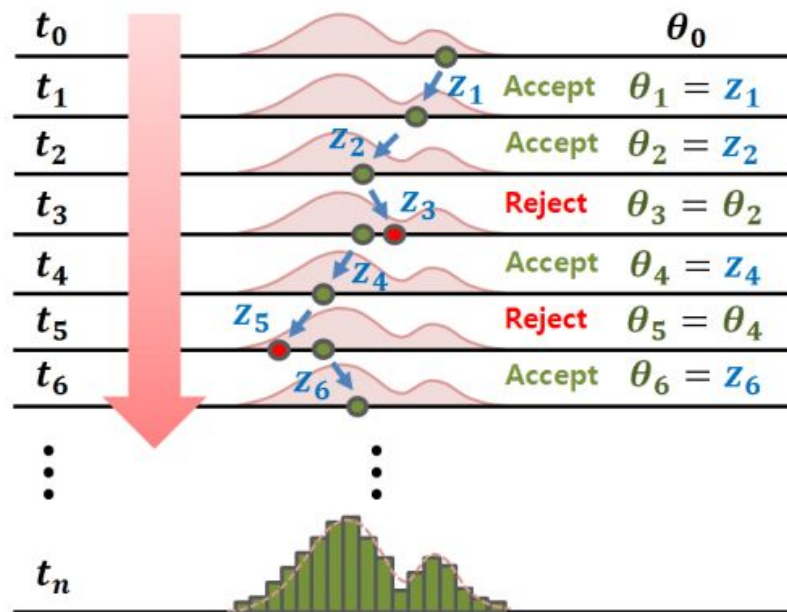 t₀ θ₀
t₁ z₁ Accept θ₁ = z₁
t₂ z₂ Accept θ₂ = z₂
t₃ z₃ Reject θ₃ = θ₂
t₄ z₄ Accept θ₄ = z₄
t₅ z₅ Reject θ₅ = θ₄
t₆ z₆ Accept θ₆ = z₆
tₙ